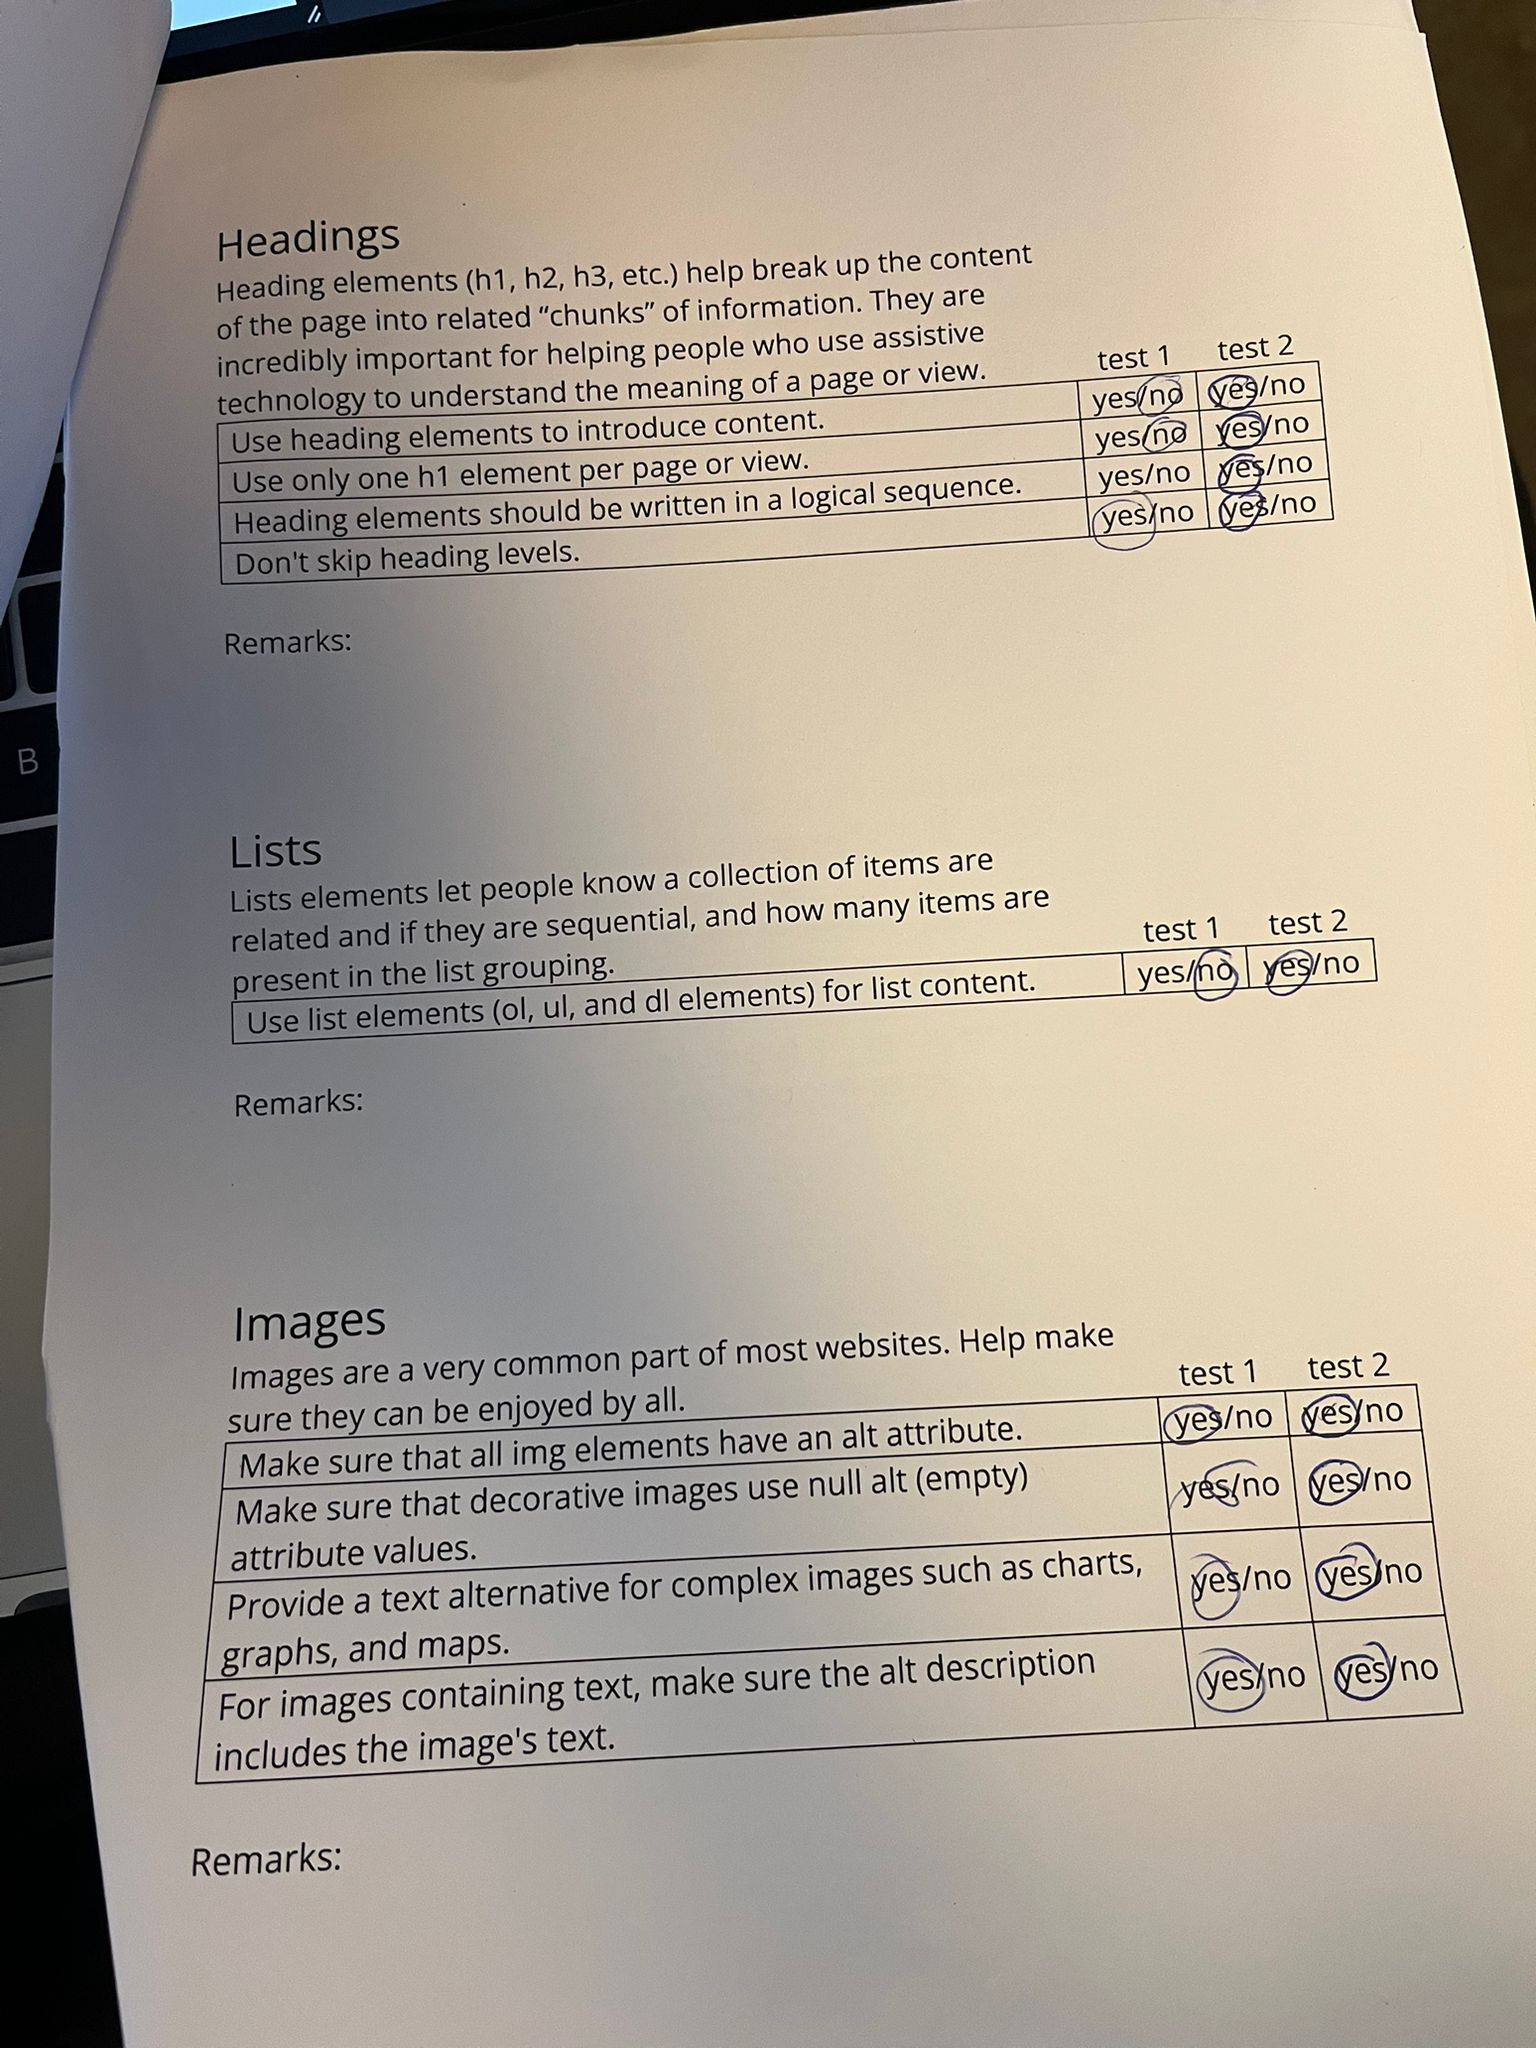 Headings
Heading elements (h1, h2, h3, etc.) help break up the content
of the page into related “chunks” of information. They are
incredibly important for helping people who use assistive
technology to understand the meaning of a page or view.
test 1 test 2
Use heading elements to introduce content. yes/no yes/no
Use only one h1 element per page or view. yes/no yes/no
Heading elements should be written in a logical sequence. yes/no yes/no
Don't skip heading levels. yes/no yes/no
Remarks:
Lists
Lists elements let people know a collection of items are
related and if they are sequential, and how many items are
present in the list grouping.
test 1 test 2
Use list elements (ol, ul, and dl elements) for list content. yes/no yes/no
Remarks:
Images
Images are a very common part of most websites. Help make
sure they can be enjoyed by all.
test 1 test 2
Make sure that all img elements have an alt attribute. yes/no yes/no
Make sure that decorative images use null alt (empty)
attribute values. yes/no yes/no
Provide a text alternative for complex images such as charts,
graphs, and maps. yes/no yes/no
For images containing text, make sure the alt description
includes the image's text. yes/no yes/no
Remarks:
B